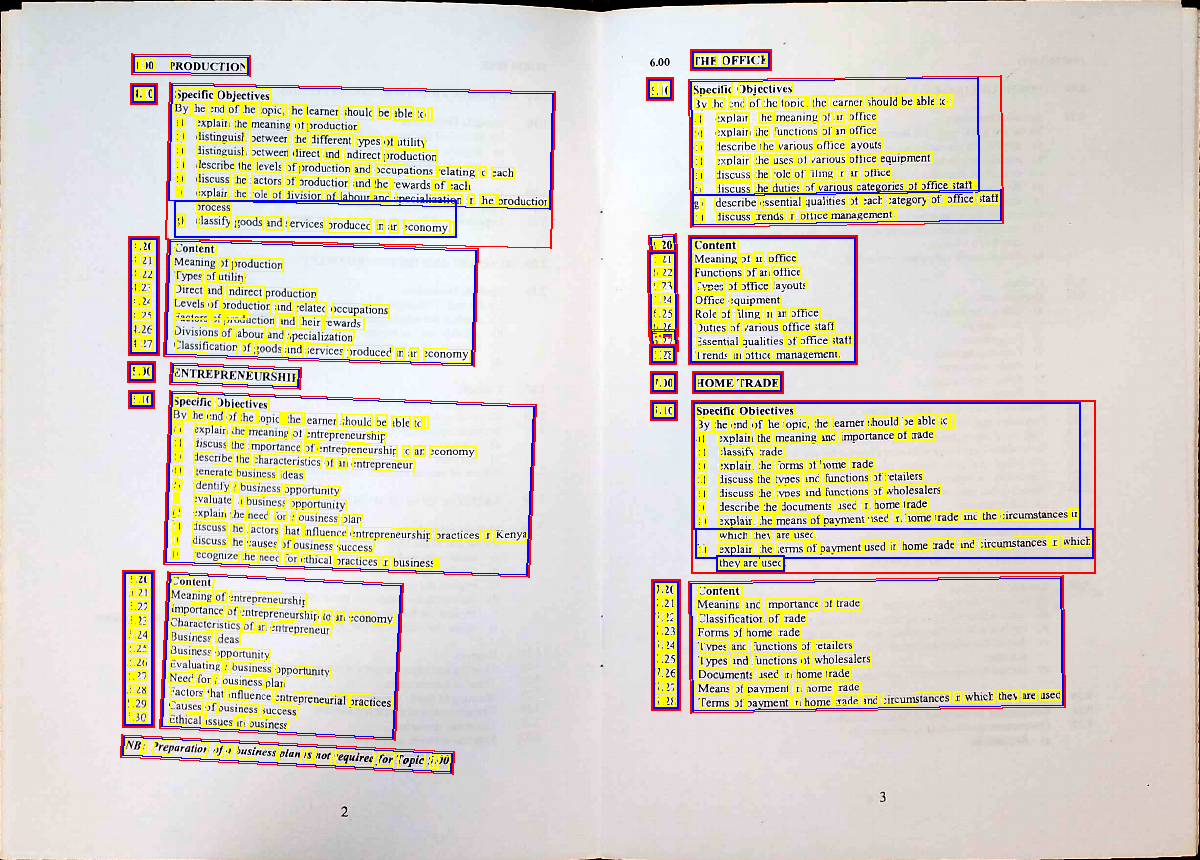 4.00 PRODUCTION
4.10 Specific Objectives
By the end of the topic, the learner should be able to:
a) explain the meaning of production
b) distinguish between the different types of utility
c) distinguish between direct and indirect production
d) describe the levels of production and occupations relating to each
e) discuss the factors of production and the rewards of each
f) explain the role of division of labour and specialization in the production
process
g) classify goods and services produced in an economy
4.20 Content
4.21 Meaning of production
4.22 Types of utility
4.23 Direct and indirect production
4.24 Levels of production and related occupations
4.25 Factors of production and their rewards
4.26 Divisions of labour and specialization
4.27 Classification of goods and services produced in an economy
5.00 ENTREPRENEURSHIP
5.10 Specific Objectives
By the end of the topic, the learner should be able to:
explain the meaning of entrepreneurship
discuss the importance of entrepreneurship to an economy
describe the characteristics of an entrepreneur
generate business ideas
identify a business opportunity
evaluate a business opportunity
explain the need for a business plan
discuss the factors that influence entrepreneurship practices in Kenya
discuss the causes of business success
recognize the need for ethical practices in business
5.20 Content
5.21 Meaning of entrepreneurship
5.22 Importance of entrepreneurship to an economy
5.23 Characteristics of an entrepreneur
5.24 Business ideas
5.25 Business opportunity
5.26 Evaluating a business opportunity
5.27 Need for a business plan
5.28 Factors that influence entrepreneurial practices
5.29 Causes of business success
5.30 Ethical issues in business
NB: Preparation of a business plan is not required for Topic 5.00
2
6.00 THE OFFICE
6.10 Specific Objectives
By the end of the topic, the learner should be able to:
a) explain the meaning of an office
b) explain the functions of an office
c) describe the various office layouts
d) explain the uses of various office equipment
e) discuss the role of filing in an office
f) discuss the duties of various categories of office staff
g) describe essential qualities of each category of office staff
h) discuss trends in office management
6.20 Content
6.21 Meaning of an office
6.22 Functions of an office
6.23 Types of office layouts
6.24 Office equipment
6.25 Role of filing in an office
6.26 Duties of various office staff
6.27 Essential qualities of office staff
6.28 Trends in office management.
7.00 HOME TRADE
7.10 Specific Objectives
By the end of the topic, the learner should be able to:
a) explain the meaning and importance of trade
b) classify trade
c) explain the forms of home trade
d) discuss the types and functions of retailers
e) discuss the types and functions of wholesalers
f) describe the documents used in home trade
g) explain the means of payment used in home trade and the circumstances in
which they are used
h) explain the terms of payment used in home trade and circumstances in which
they are used
7.20 Content
7.21 Meaning and importance of trade
7.22 Classification of trade
7.23 Forms of home trade
7.24 Types and functions of retailers
7.25 Types and functions of wholesalers
7.26 Documents used in home trade
7.27 Means of payment in home trade
7.28 Terms of payment in home trade and circumstances in which they are used
3